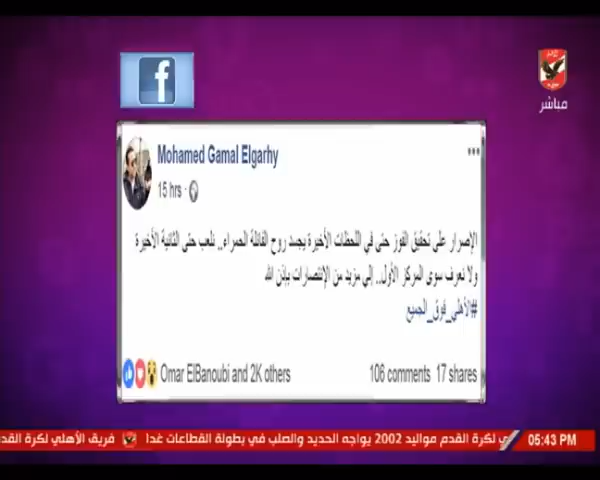 مباشر
Mohamed Gamal Elgarhy
15 hrs
الإصرار على تحقيق الفوز حتى في اللحظات الأخيرة يجسد روح الفانلة الحمراء.. نلعب حتى الثانية الأخيرة
ولا نعرف سوى المركز الأول.. إلي مزيد من الإنتصارات بإذن الله
#الأهلي_فوق_الجميع
Omar ElBanoubi and 2K others 106 comments 17 shares
ي لكرة القدم مواليد 2002 يواجه الحديد والصلب في بطولة القطاعات غدا فريق الأهلي لكرة القد
05:43 PM